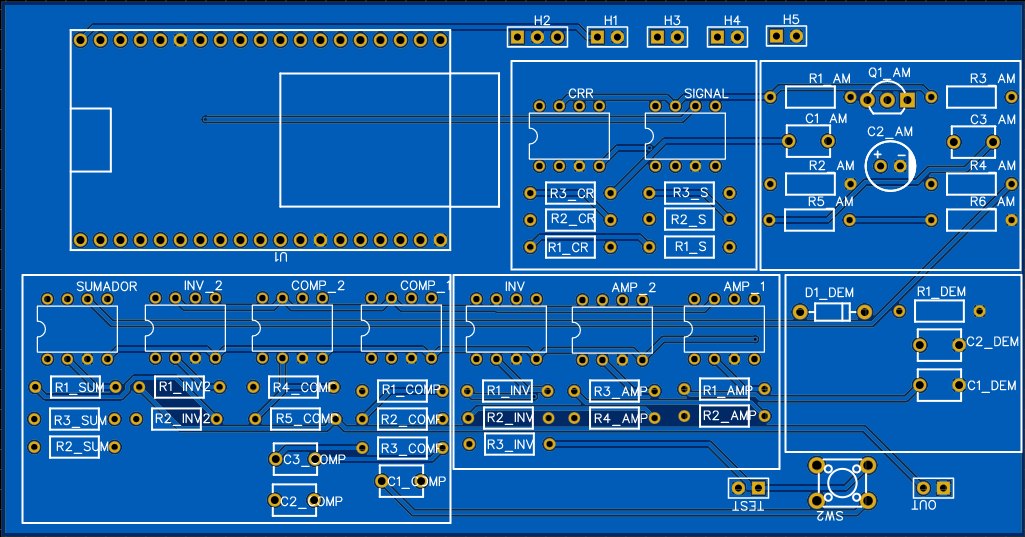 H2 H1 H3 H4 H5
CRR SIGNAL
R1_AM Q1_AM R3_AM
C1_AM C2_AM C3_AM
+ −
R2_AM R4_AM
R5_AM R6_AM
R3_CR R3_S
R2_CR R2_S
R1_CR R1_S
U1
SUMADOR INV_2 COMP_2 COMP_1 INV AMP_2 AMP_1
D1_DEM R1_DEM
C2_DEM
C1_DEM
R1_SUM R1_INV2 R4_COMP R1_COMP R1_INV R3_AMP R1_AMP
R3_SUM R2_INV2 R5_COMP R2_COMP R2_INV R4_AMP R2_AMP
R2_SUM R3_COMP R3_INV
C3_COMP C1_COMP
C2_COMP
TEST SW2 OUT